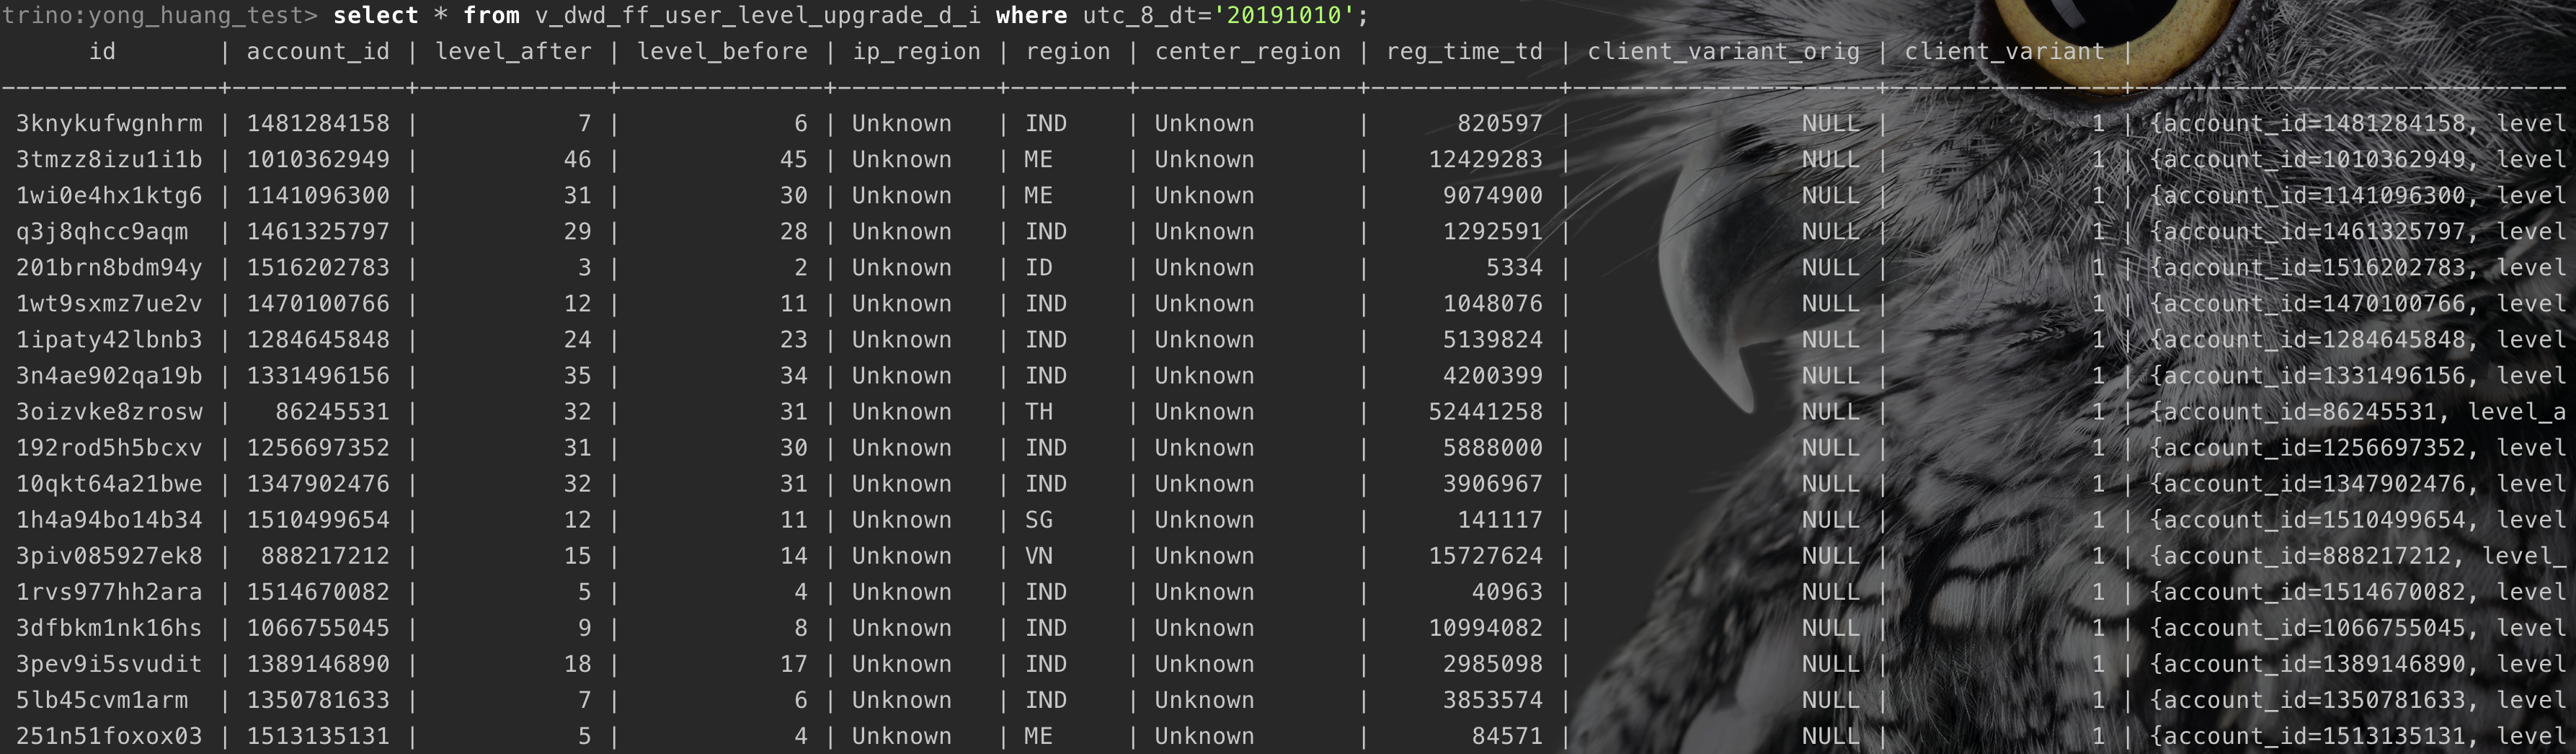 trino:yong_huang_test> select * from v_dwd_ff_user_level_upgrade_d_i where utc_8_dt='20191010';
id | account_id | level_after | level_before | ip_region | region | center_region | reg_time_td | client_variant_orig | client_variant |
---------------+------------+-------------+--------------+-----------+--------+---------------+-------------+---------------------+----------------+------------------------------
3knykufwgnhrm | 1481284158 | 7 | 6 | Unknown | IND | Unknown | 820597 | NULL | 1 | {account_id=1481284158, level
3tmzz8izu1i1b | 1010362949 | 46 | 45 | Unknown | ME | Unknown | 12429283 | NULL | 1 | {account_id=1010362949, level
1wi0e4hx1ktg6 | 1141096300 | 31 | 30 | Unknown | ME | Unknown | 9074900 | NULL | 1 | {account_id=1141096300, level
q3j8qhcc9aqm | 1461325797 | 29 | 28 | Unknown | IND | Unknown | 1292591 | NULL | 1 | {account_id=1461325797, level
201brn8bdm94y | 1516202783 | 3 | 2 | Unknown | ID | Unknown | 5334 | NULL | 1 | {account_id=1516202783, level
1wt9sxmz7ue2v | 1470100766 | 12 | 11 | Unknown | IND | Unknown | 1048076 | NULL | 1 | {account_id=1470100766, level
1ipaty42lbnb3 | 1284645848 | 24 | 23 | Unknown | IND | Unknown | 5139824 | NULL | 1 | {account_id=1284645848, level
3n4ae902qa19b | 1331496156 | 35 | 34 | Unknown | IND | Unknown | 4200399 | NULL | 1 | {account_id=1331496156, level
3oizvke8zrosw | 86245531 | 32 | 31 | Unknown | TH | Unknown | 52441258 | NULL | 1 | {account_id=86245531, level_a
192rod5h5bcxv | 1256697352 | 31 | 30 | Unknown | IND | Unknown | 5888000 | NULL | 1 | {account_id=1256697352, level
10qkt64a21bwe | 1347902476 | 32 | 31 | Unknown | IND | Unknown | 3906967 | NULL | 1 | {account_id=1347902476, level
1h4a94bo14b34 | 1510499654 | 12 | 11 | Unknown | SG | Unknown | 141117 | NULL | 1 | {account_id=1510499654, level
3piv085927ek8 | 888217212 | 15 | 14 | Unknown | VN | Unknown | 15727624 | NULL | 1 | {account_id=888217212, level_
1rvs977hh2ara | 1514670082 | 5 | 4 | Unknown | IND | Unknown | 40963 | NULL | 1 | {account_id=1514670082, level
3dfbkm1nk16hs | 1066755045 | 9 | 8 | Unknown | IND | Unknown | 10994082 | NULL | 1 | {account_id=1066755045, level
3pev9i5svudit | 1389146890 | 18 | 17 | Unknown | IND | Unknown | 2985098 | NULL | 1 | {account_id=1389146890, level
5lb45cvm1arm | 1350781633 | 7 | 6 | Unknown | IND | Unknown | 3853574 | NULL | 1 | {account_id=1350781633, level
251n51foxox03 | 1513135131 | 5 | 4 | Unknown | ME | Unknown | 84571 | NULL | 1 | {account_id=1513135131, level